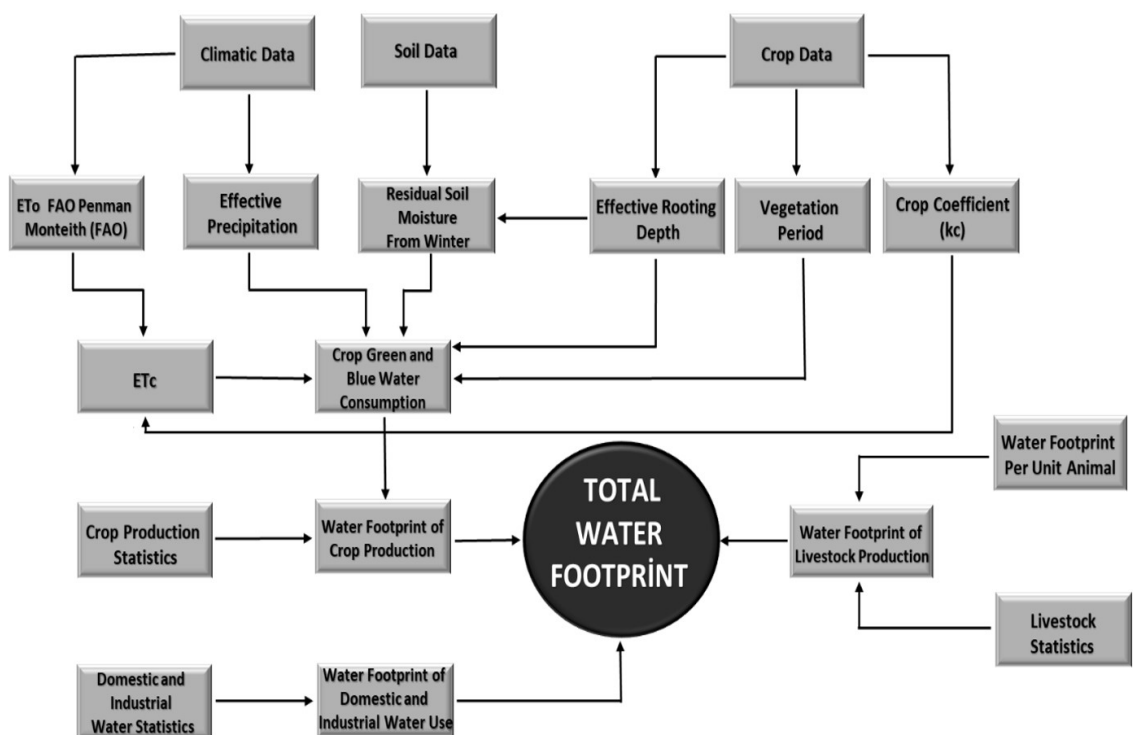 Climatic Data
Soil Data
Crop Data
ETo FAO Penman
Monteith (FAO)
Effective
Precipitation
Residual Soil
Moisture
From Winter
Effective Rooting
Depth
Vegetation
Period
Crop Coefficient
(kc)
ETc
Crop Green and
Blue Water
Consumption
Water Footprint
Per Unit Animal
TOTAL
WATER
FOOTPRİNT
Crop Production
Statistics
Water Footprint of
Crop Production
Water Footprint of
Livestock Production
Livestock
Statistics
Domestic and
Industrial
Water Statistics
Water Footprint of
Domestic and
Industrial Water Use